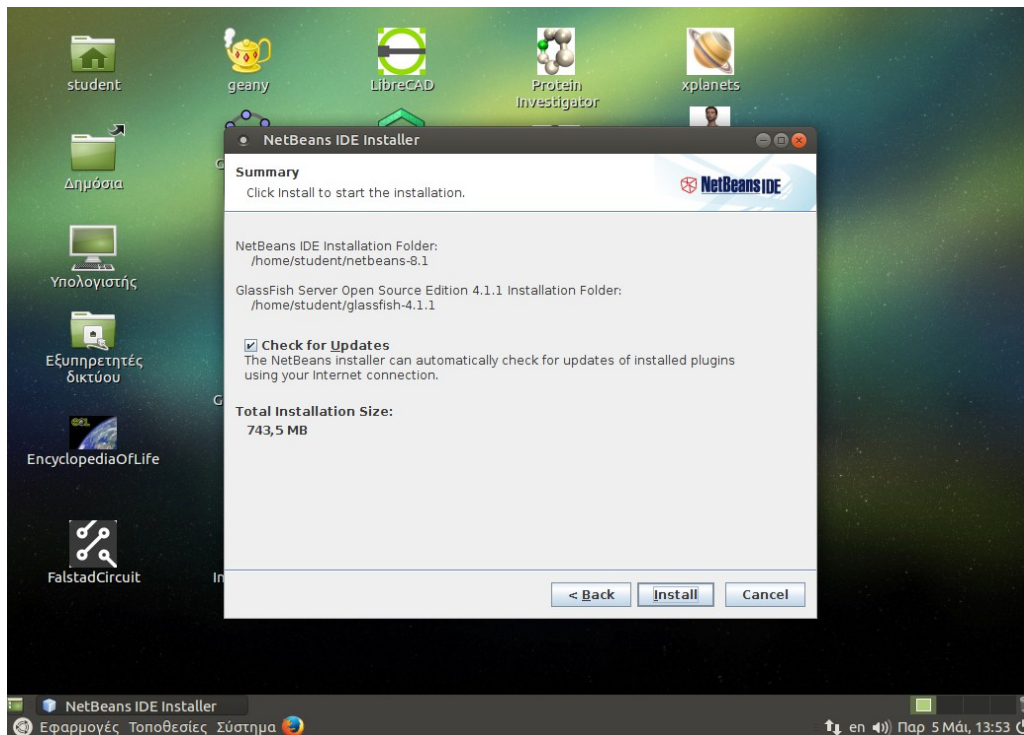 student
geany
LibreCAD
Protein
Investigator
xplanets
Δημόσια
Υπολογιστής
Εξυπηρετητές
δικτύου
EOL
EncyclopediaOfLife
FalstadCircuit
G
G
In
NetBeans IDE Installer
Summary
Click Install to start the installation.
NetBeans IDE
NetBeans IDE Installation Folder:
/home/student/netbeans-8.1
GlassFish Server Open Source Edition 4.1.1 Installation Folder:
/home/student/glassfish-4.1.1
Check for Updates
The NetBeans installer can automatically check for updates of installed plugins
using your Internet connection.
Total Installation Size:
743,5 MB
< Back
Install
Cancel
NetBeans IDE Installer
Εφαρμογές Τοποθεσίες Σύστημα
en Παρ 5 Μάι, 13:53